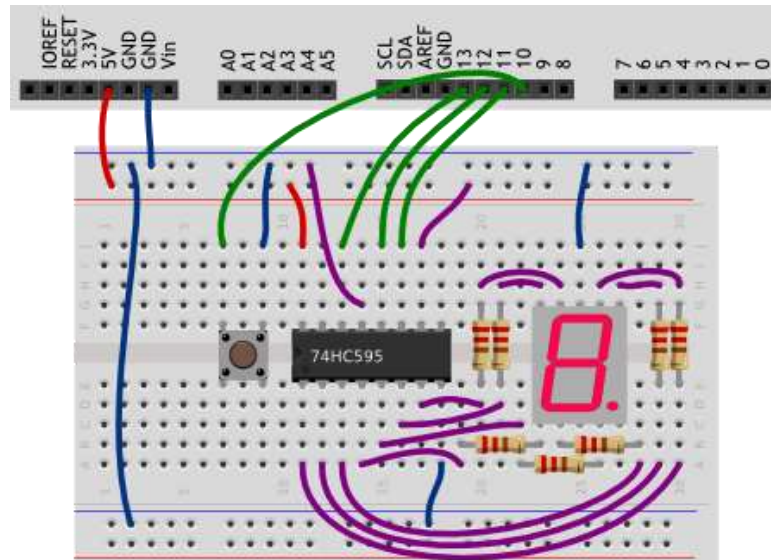 IOREF
RESET
3.3V
5V
GND
GND
Vin
A0
A1
A2
A3
A4
A5
SCL
SDA
AREF
GND
13
12
11
10
9
8
7
6
5
4
3
2
1
0
74HC595